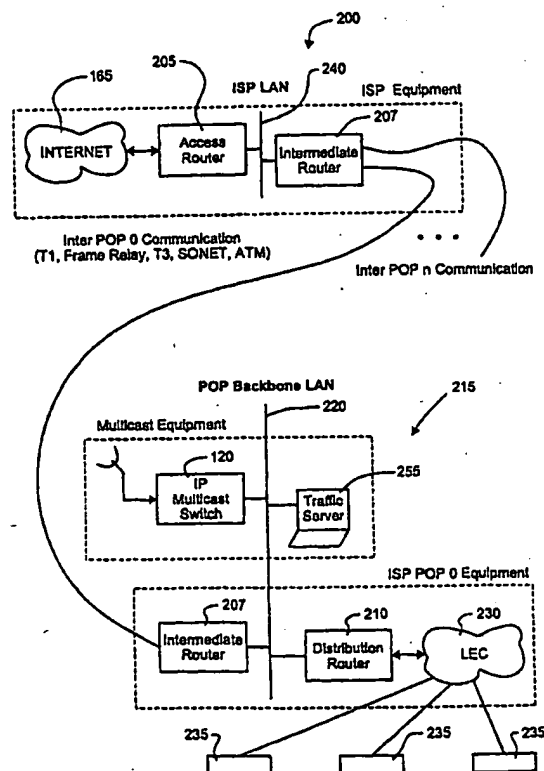 200
165
205
ISP LAN
240
ISP Equipment
207
INTERNET
Access
Router
Intermediate
Router
Inter POP 0 Communication
(T1, Frame Relay, T3, SONET, ATM)
Inter POP n Communication
POP Backbone LAN
220
215
Multicast Equipment
120
255
IP
Multicast
Switch
Traffic
Server
ISP POP 0 Equipment
207
210
230
Intermediate
Router
Distribution
Router
LEC
235
235
235